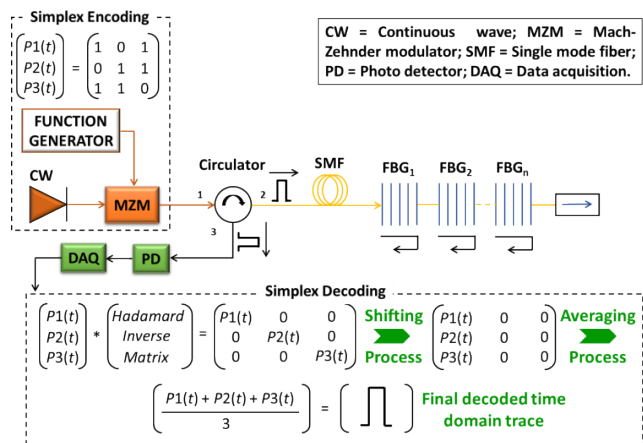 Simplex Encoding
P1(t)
P2(t)
P3(t)
=
1 0 1
0 1 1
1 1 0
FUNCTION
GENERATOR
CW
MZM
CW = Continuous wave; MZM = Mach-
Zehnder modulator; SMF = Single mode fiber;
PD = Photo detector; DAQ = Data acquisition.
Circulator
1
2
3
SMF
FBG1
FBG2
FBGn
DAQ
PD
Simplex Decoding
P1(t) Hadamard P1(t) 0 0 Shifting P1(t) 0 0 Averaging
P2(t) * Inverse = 0 P2(t) 0 P2(t) 0 0
P3(t) Matrix 0 0 P3(t) Process P3(t) 0 0 Process
P1(t) + P2(t) + P3(t)
3
=
Final decoded time
domain trace